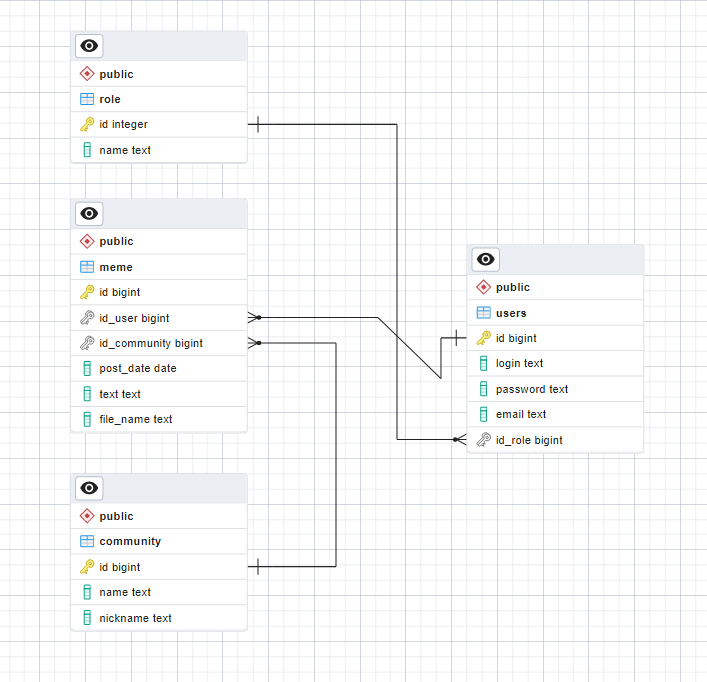 public
role
id integer
name text
public
meme
id bigint
id_user bigint
id_community bigint
post_date date
text text
file_name text
public
community
id bigint
name text
nickname text
public
users
id bigint
login text
password text
email text
id_role bigint